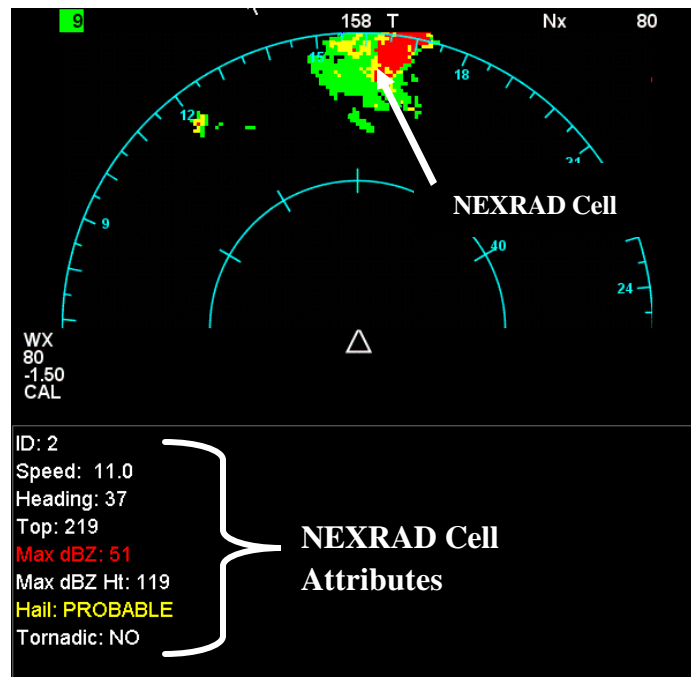 9 158 T Nx 80
15
18
12
21
NEXRAD Cell
9
40
24
WX
80
-1.50
CAL
ID: 2
Speed: 11.0
Heading: 37
Top: 219
Max dBZ: 51
Max dBZ Ht: 119
Hail: PROBABLE
Tornadic: NO
NEXRAD Cell
Attributes